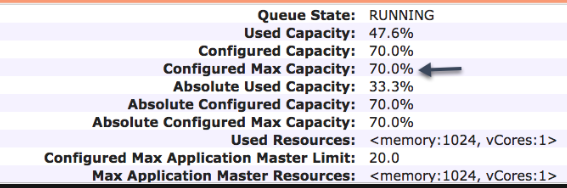 Queue State: RUNNING
Used Capacity: 47.6%
Configured Capacity: 70.0%
Configured Max Capacity: 70.0%
Absolute Used Capacity: 33.3%
Absolute Configured Capacity: 70.0%
Absolute Configured Max Capacity: 70.0%
Used Resources: <memory:1024, vCores:1>
Configured Max Application Master Limit: 20.0
Max Application Master Resources: <memory:1024, vCores:1>